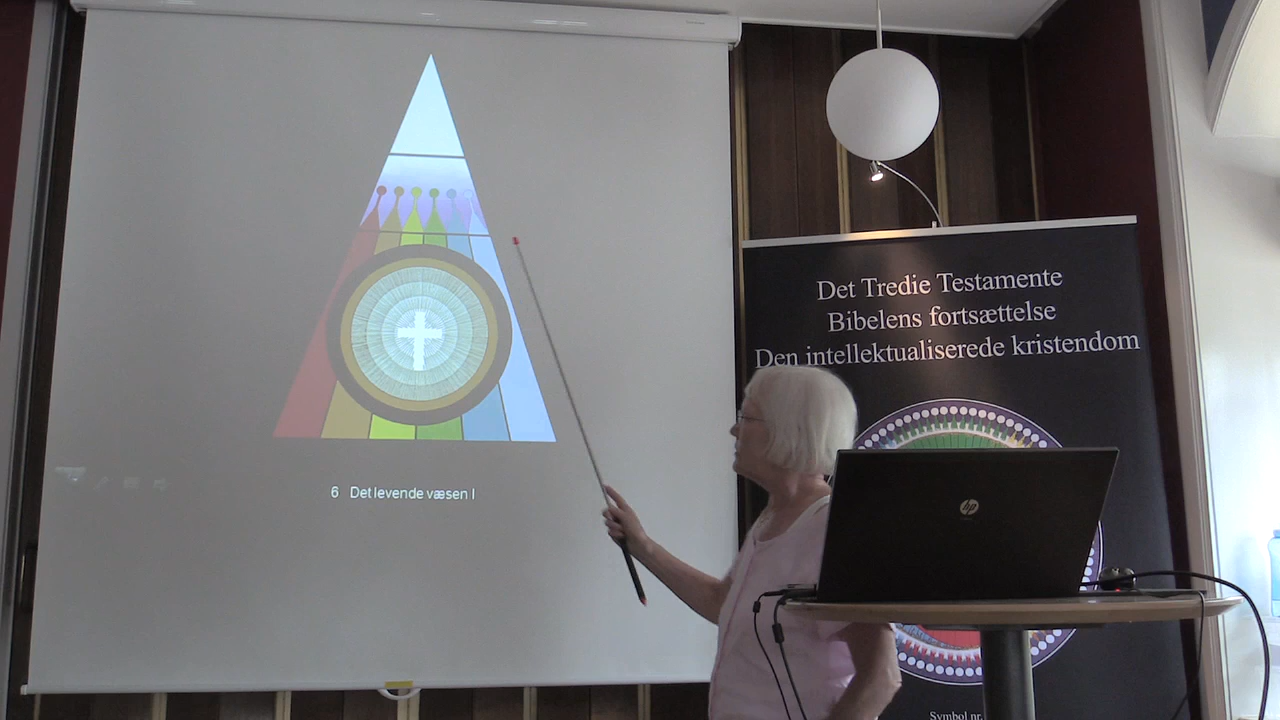 6 Det levende væsen I
Det Tredie Testamente
Bibelens fortsættelse
Den intellektualiserede kristendom
hp
Symbol nr.